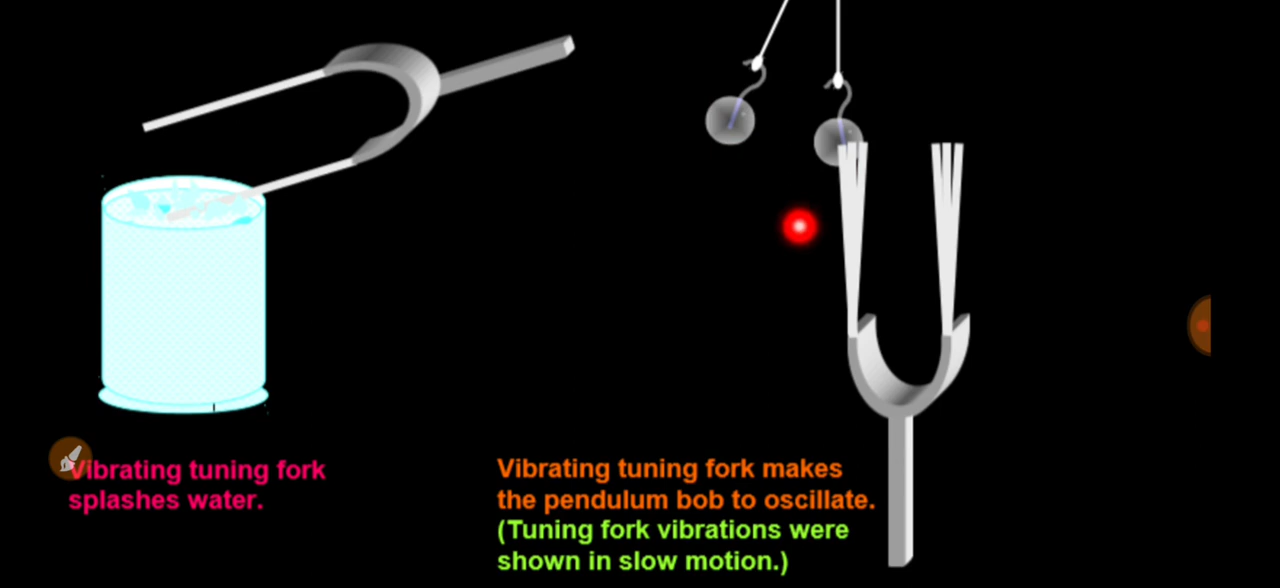 Vibrating tuning fork
splashes water.
Vibrating tuning fork makes
the pendulum bob to oscillate.
(Tuning fork vibrations were
shown in slow motion.)